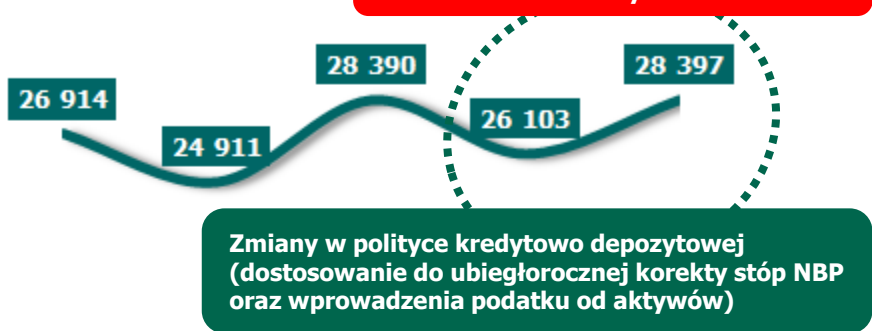 28 390
28 397
26 914
26 103
24 911
Zmiany w polityce kredytowo depozytowej
(dostosowanie do ubiegłorocznej korekty stóp NBP
oraz wprowadzenia podatku od aktywów)